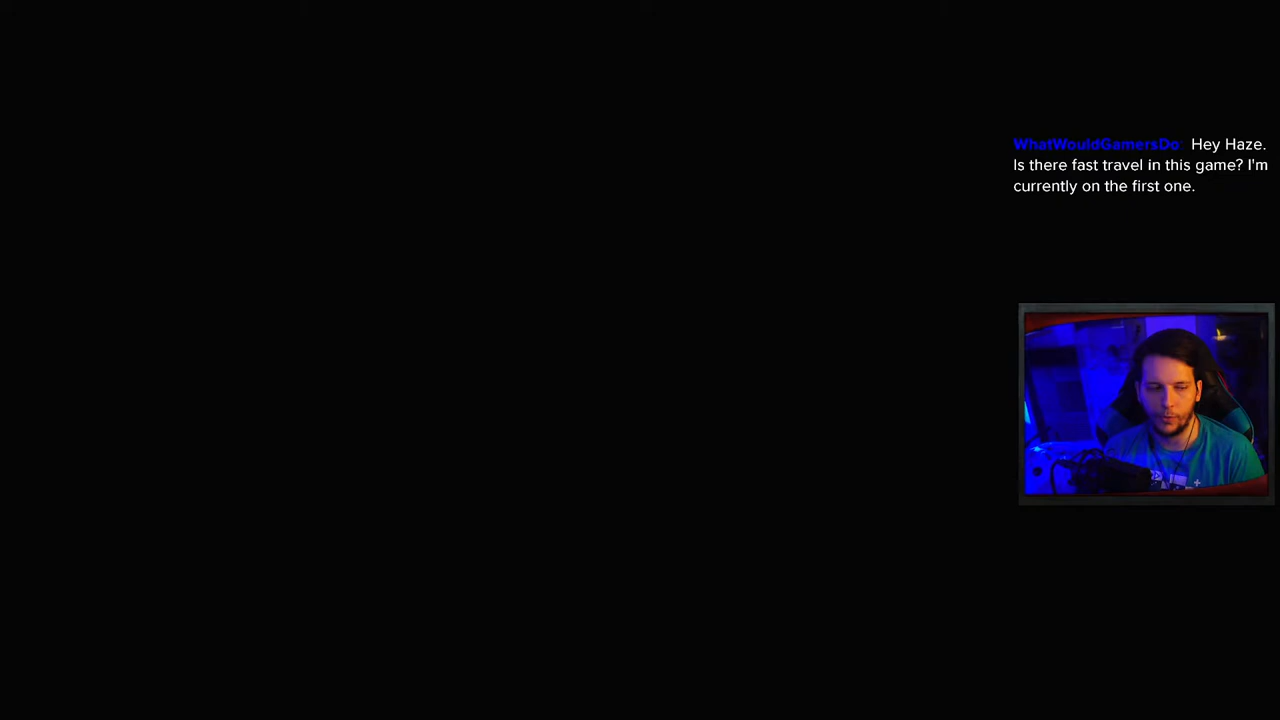 WhatWouldGamersDo: Hey Haze.
Is there fast travel in this game? I'm
currently on the first one.